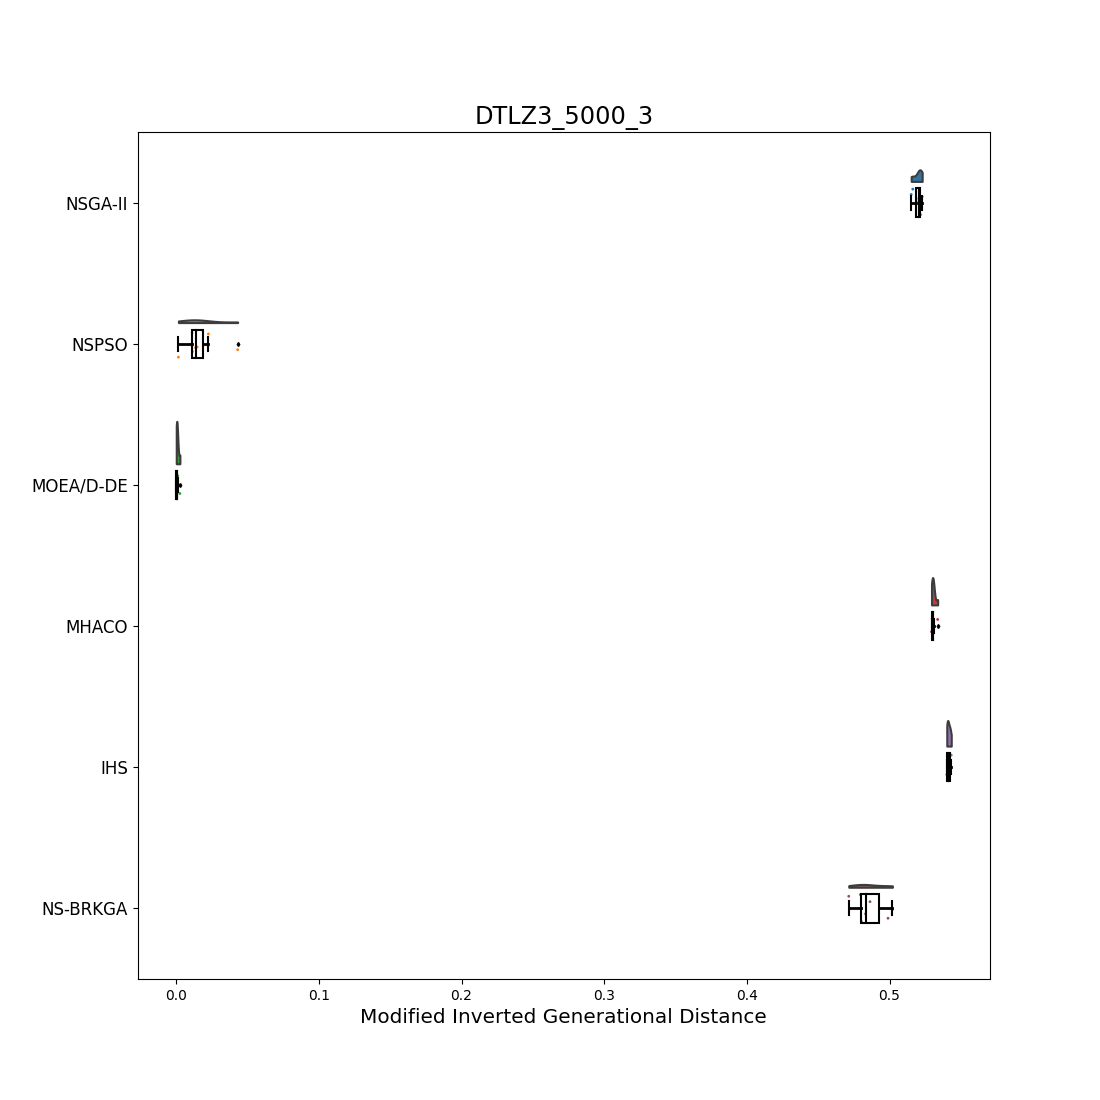 DTLZ3_5000_3
NSGA-II
NSPSO
MOEA/D-DE
MHACO
IHS
NS-BRKGA
0.0 0.1 0.2 0.3 0.4 0.5
Modified Inverted Generational Distance